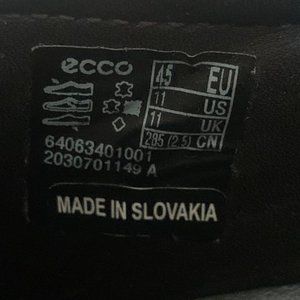 ecco
45 EU
11 US
11 UK
285 (2.5) CN
64063401001
2030701149 A
MADE IN SLOVAKIA